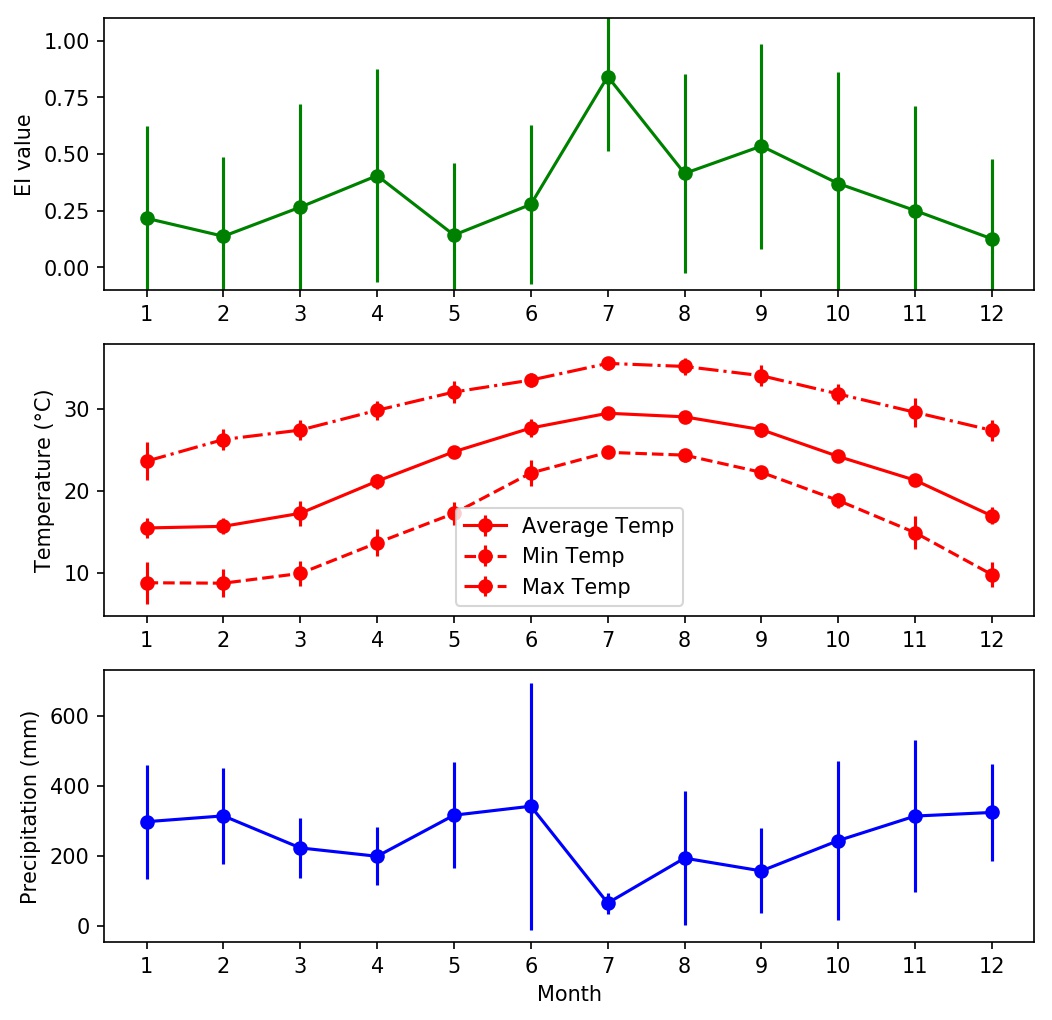 EI value
1.00
0.75
0.50
0.25
0.00
1 2 3 4 5 6 7 8 9 10 11 12
Temperature (°C)
30
20
10
Average Temp
Min Temp
Max Temp
1 2 3 4 5 6 7 8 9 10 11 12
Precipitation (mm)
600
400
200
0
1 2 3 4 5 6 7 8 9 10 11 12
Month